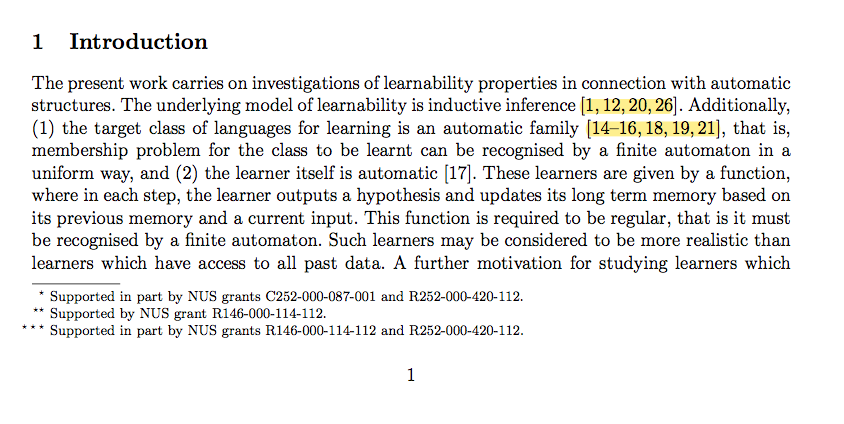 1 Introduction
The present work carries on investigations of learnability properties in connection with automatic
structures. The underlying model of learnability is inductive inference [1, 12, 20, 26]. Additionally,
(1) the target class of languages for learning is an automatic family [14–16, 18, 19, 21], that is,
membership problem for the class to be learnt can be recognised by a finite automaton in a
uniform way, and (2) the learner itself is automatic [17]. These learners are given by a function,
where in each step, the learner outputs a hypothesis and updates its long term memory based on
its previous memory and a current input. This function is required to be regular, that is it must
be recognised by a finite automaton. Such learners may be considered to be more realistic than
learners which have access to all past data. A further motivation for studying learners which
* Supported in part by NUS grants C252-000-087-001 and R252-000-420-112.
** Supported by NUS grant R146-000-114-112.
*** Supported in part by NUS grants R146-000-114-112 and R252-000-420-112.
1